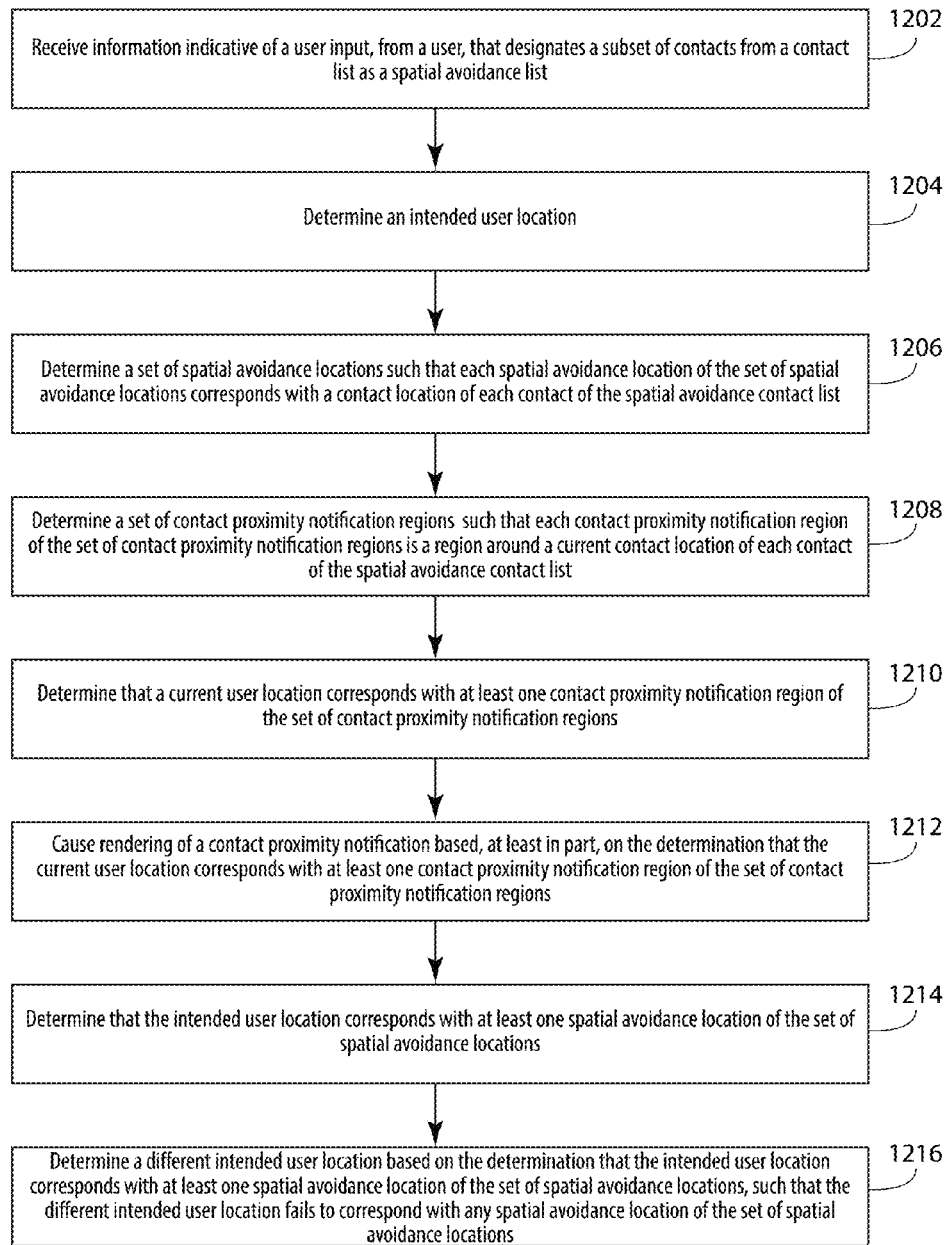 1202
Receive information indicative of a user input, from a user, that designates a subset of contacts from a contact
list as a spatial avoidance list
1204
Determine an intended user location
1206
Determine a set of spatial avoidance locations such that each spatial avoidance location of the set of spatial
avoidance locations corresponds with a contact location of each contact of the spatial avoidance contact list
1208
Determine a set of contact proximity notification regions such that each contact proximity notification region
of the set of contact proximity notification regions is a region around a current contact location of each contact
of the spatial avoidance contact list
1210
Determine that a current user location corresponds with at least one contact proximity notification region of
the set of contact proximity notification regions
1212
Cause rendering of a contact proximity notification based, at least in part, on the determination that the
current user location corresponds with at least one contact proximity notification region of the set of contact
proximity notification regions
1214
Determine that the intended user location corresponds with at least one spatial avoidance location of the set of
spatial avoidance locations
1216
Determine a different intended user location based on the determination that the intended user location
corresponds with at least one spatial avoidance location of the set of spatial avoidance locations, such that the
different intended user location fails to correspond with any spatial avoidance location of the set of spatial
avoidance locations